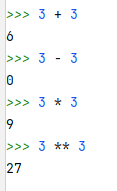 >>> 3 + 3
6
>>> 3 - 3
0
>>> 3 * 3
9
>>> 3 ** 3
27